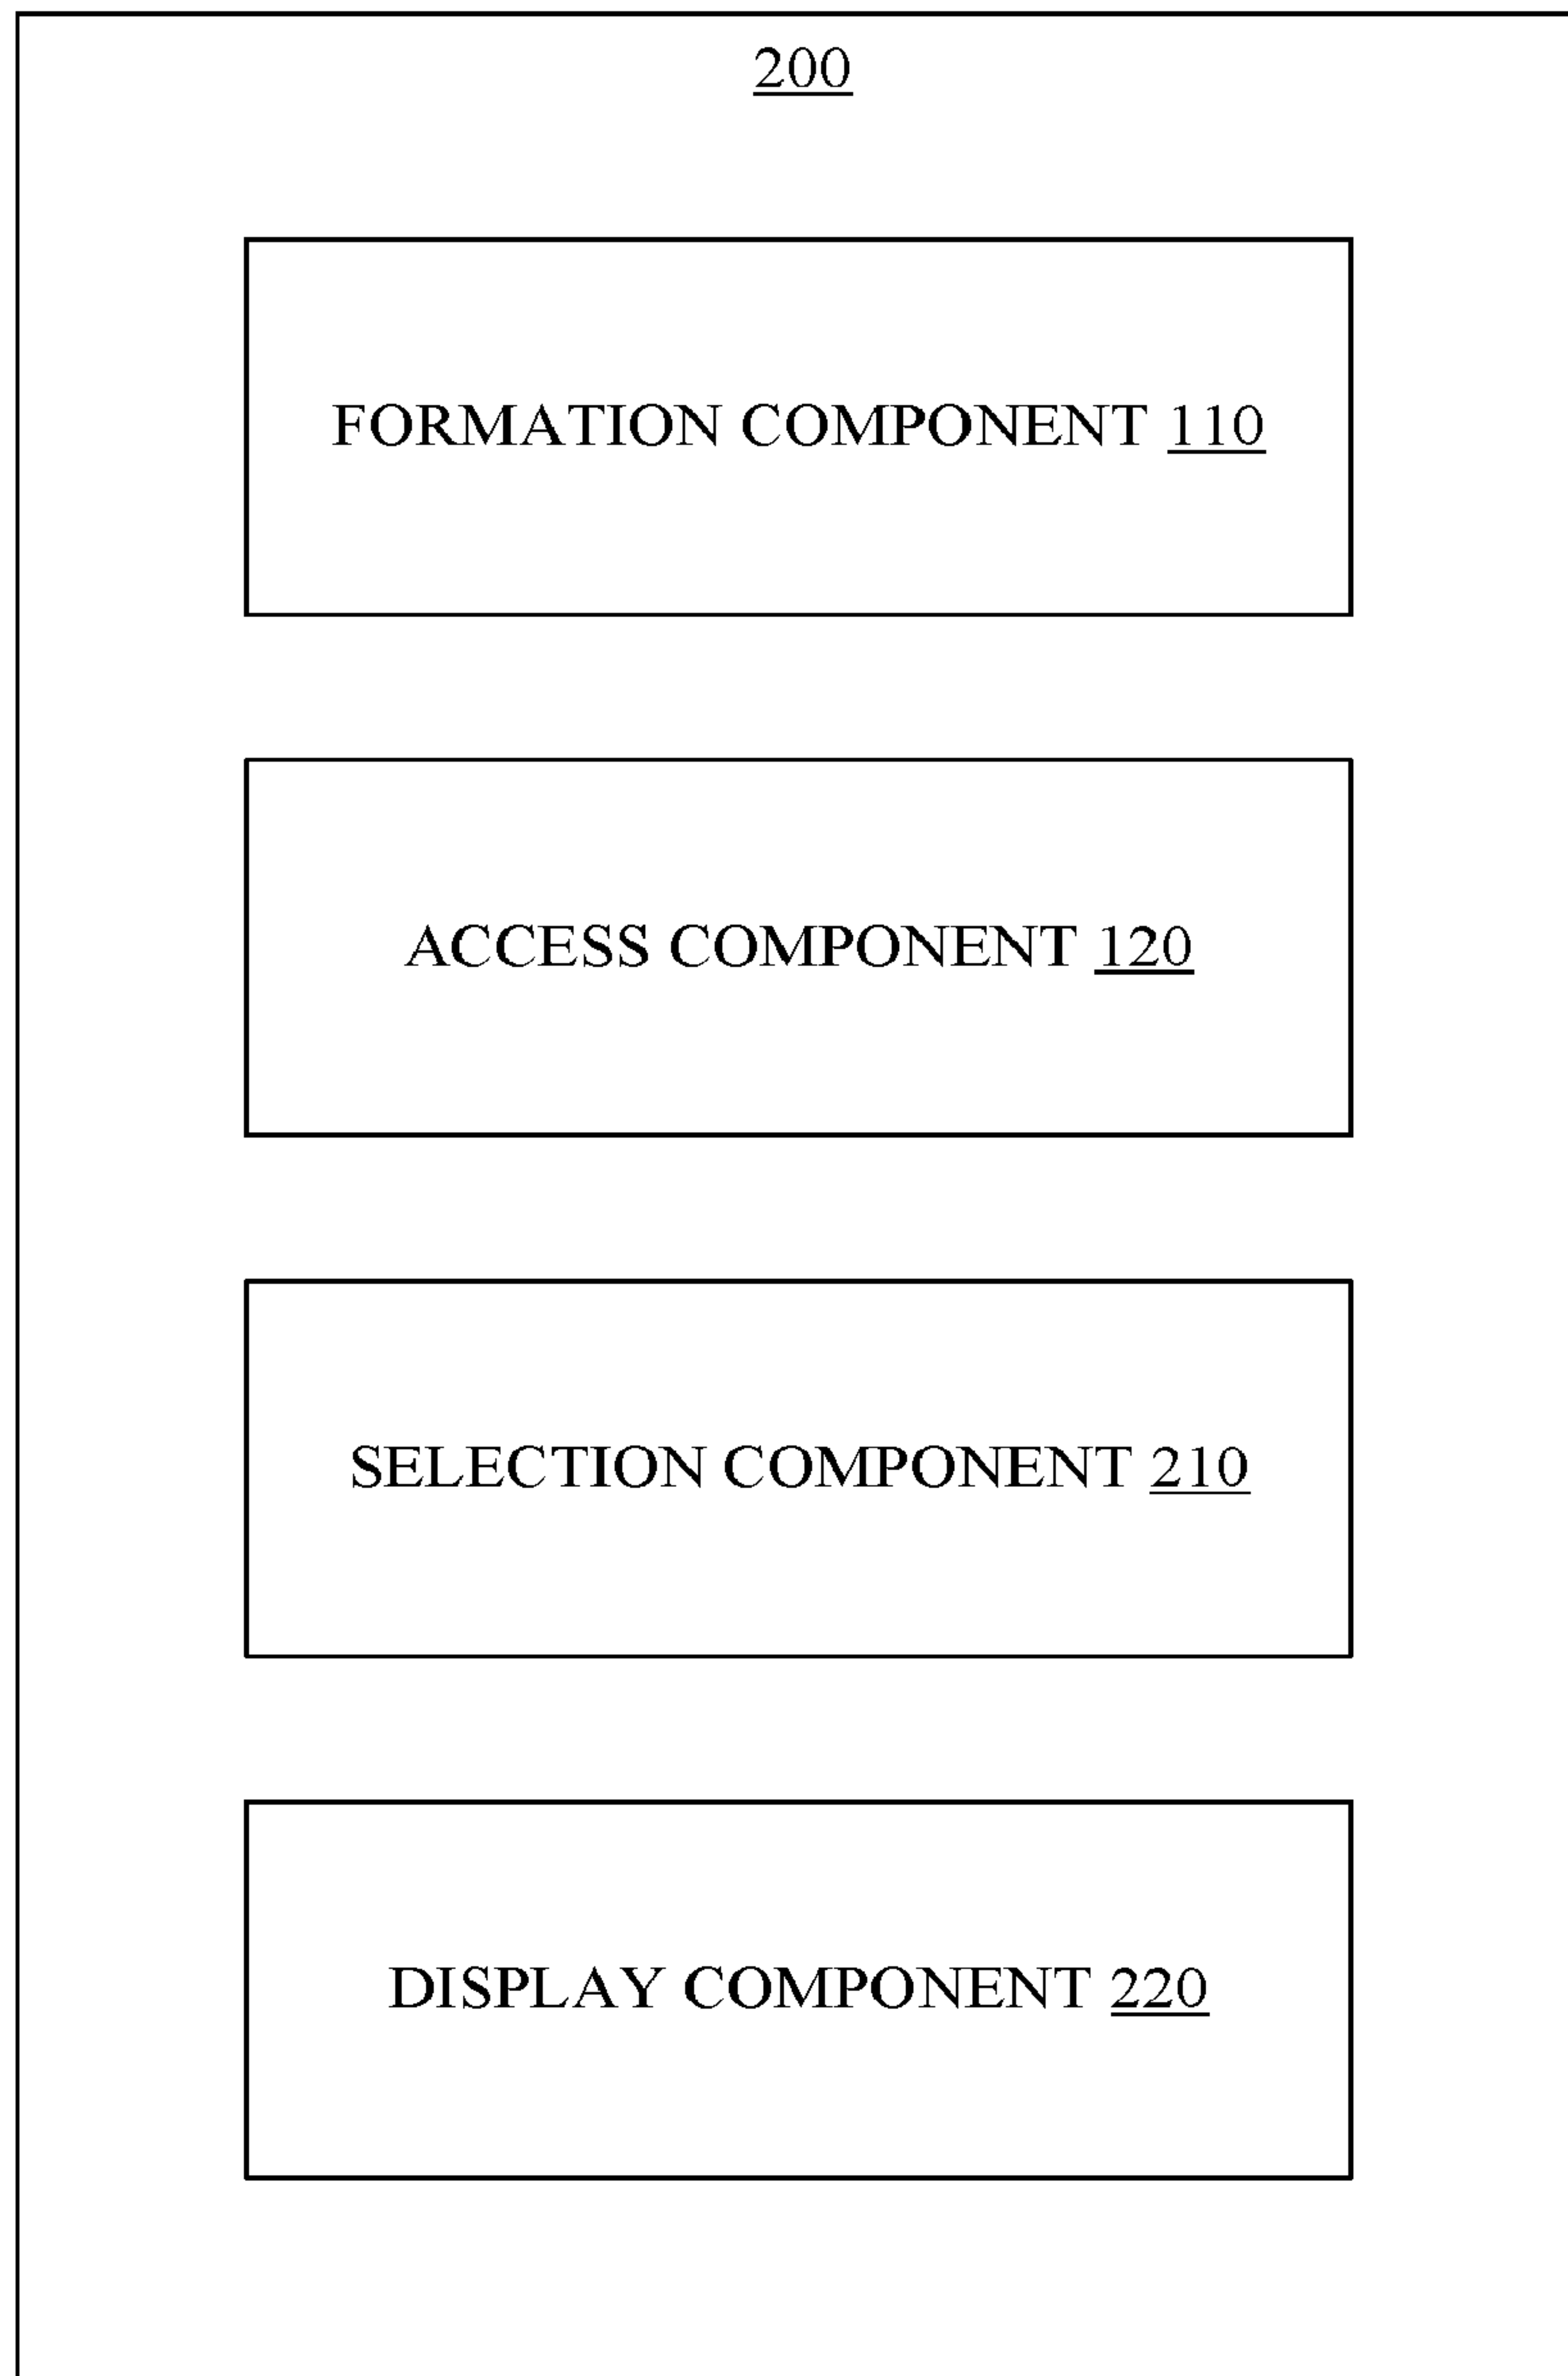 200
FORMATION COMPONENT 110
ACCESS COMPONENT 120
SELECTION COMPONENT 210
DISPLAY COMPONENT 220